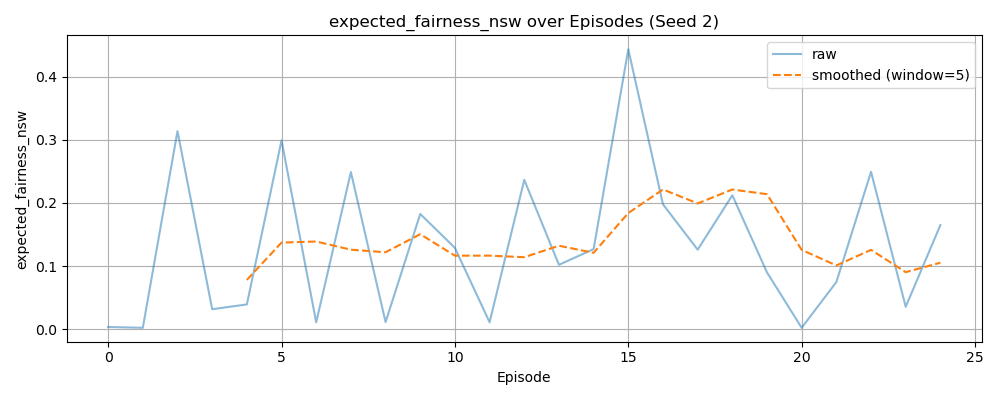 expected_fairness_nsw over Episodes (Seed 2)
raw
smoothed (window=5)
expected_fairness_nsw
0.4
0.3
0.2
0.1
0.0
0 5 10 15 20 25
Episode